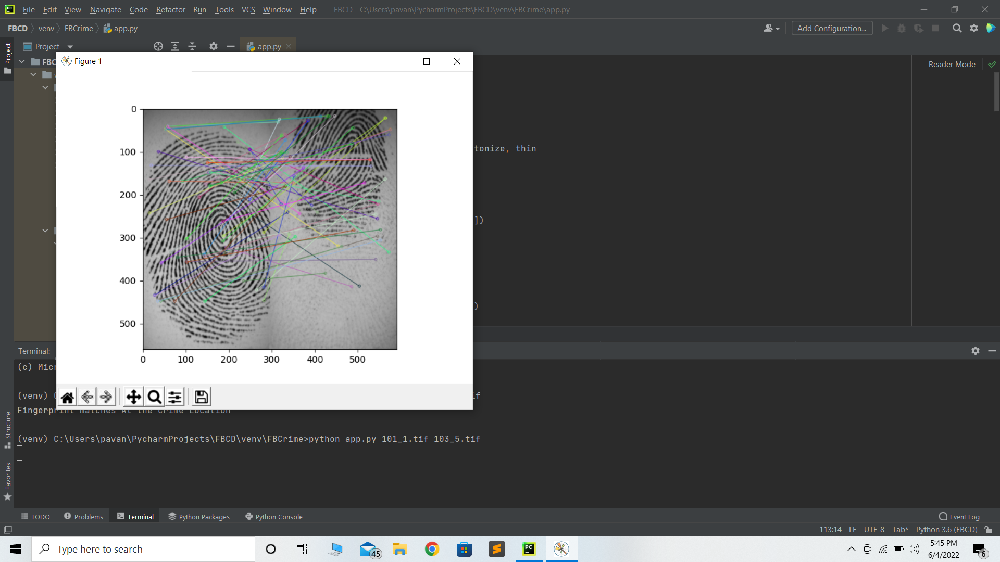 File Edit View Navigate Code Refactor Run Tools VCS Window Help FBCD - C:\Users\pavan\PycharmProjects\FBCD\venv\FBCrime\app.py
FBCD venv FBCrime app.py Add Configuration...
Project app.py
Project
Figure 1
FBC
Reader Mode
tonize, thin
])
)
0
100
200
300
400
500
0 100 200 300 400 500
Terminal:
(c) Micr
(venv)
if
Fingerprint matches At the Crime Location
(venv) C:\Users\pavan\PycharmProjects\FBCD\venv\FBCrime>python app.py 101_1.tif 103_5.tif
Structure
Favorites
TODO Problems Terminal Python Packages Python Console Event Log
113:14 LF UTF-8 Tab* Python 3.6 (FBCD)
Type here to search
45
PC
5:45 PM
6/4/2022
6